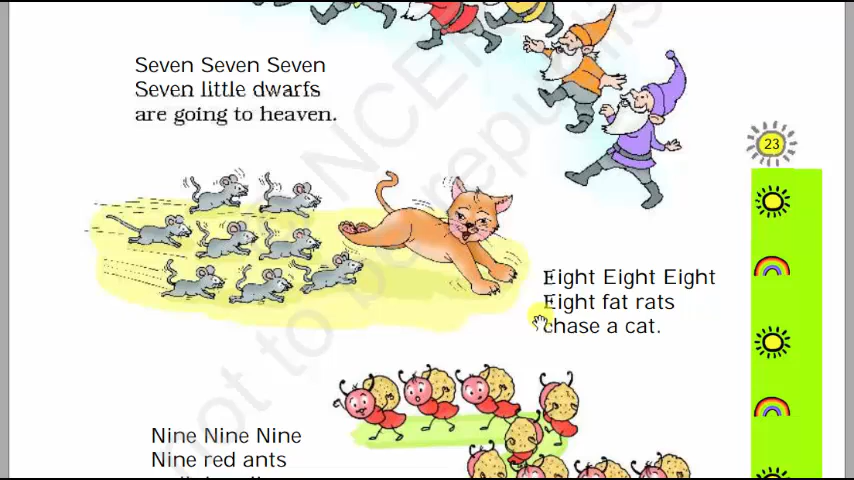 Seven Seven Seven
Seven little dwarfs
are going to heaven.
23
Eight Eight Eight
Eight fat rats
chase a cat.
Nine Nine Nine
Nine red ants